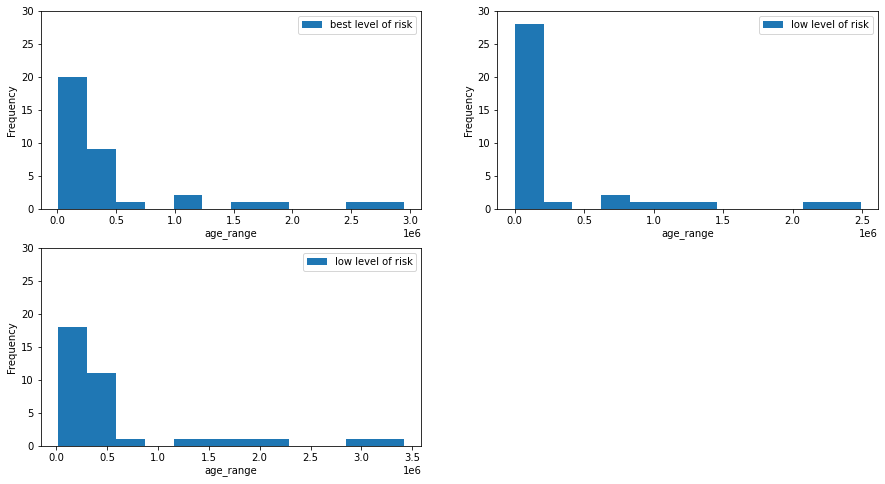 best level of risk
30
25
20
15
10
5
0
Frequency
0.0 0.5 1.0 1.5 2.0 2.5 3.0
1e6
age_range
low level of risk
30
25
20
15
10
5
0
Frequency
0.0 0.5 1.0 1.5 2.0 2.5
1e6
age_range
low level of risk
30
25
20
15
10
5
0
Frequency
0.0 0.5 1.0 1.5 2.0 2.5 3.0 3.5
1e6
age_range